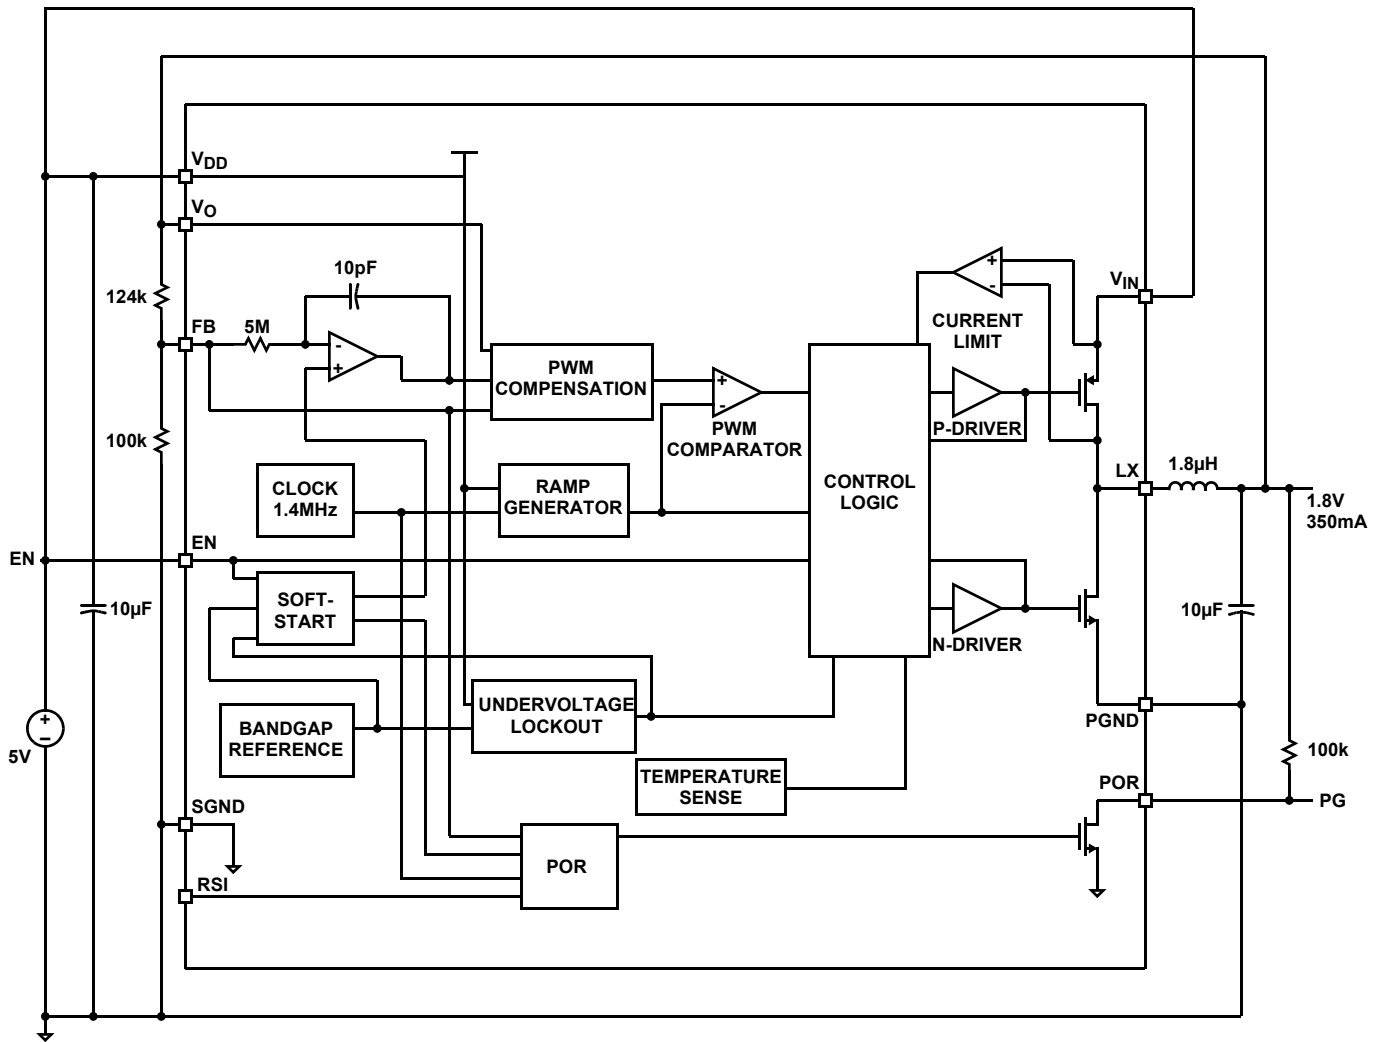 VDD
VO
10pF
124k
FB
5M
VIN
CURRENT
LIMIT
PWM
COMPENSATION
+
-
+
-
-
+
P-DRIVER
PWM
COMPARATOR
100k
LX
1.8µH
CLOCK
1.4MHz
RAMP
GENERATOR
CONTROL
LOGIC
1.8V
350mA
EN
EN
SOFT-
START
10µF
10µF
N-DRIVER
UNDERVOLTAGE
LOCKOUT
BANDGAP
REFERENCE
PGND
+
–
5V
100k
TEMPERATURE
SENSE
POR
PG
SGND
POR
RSI